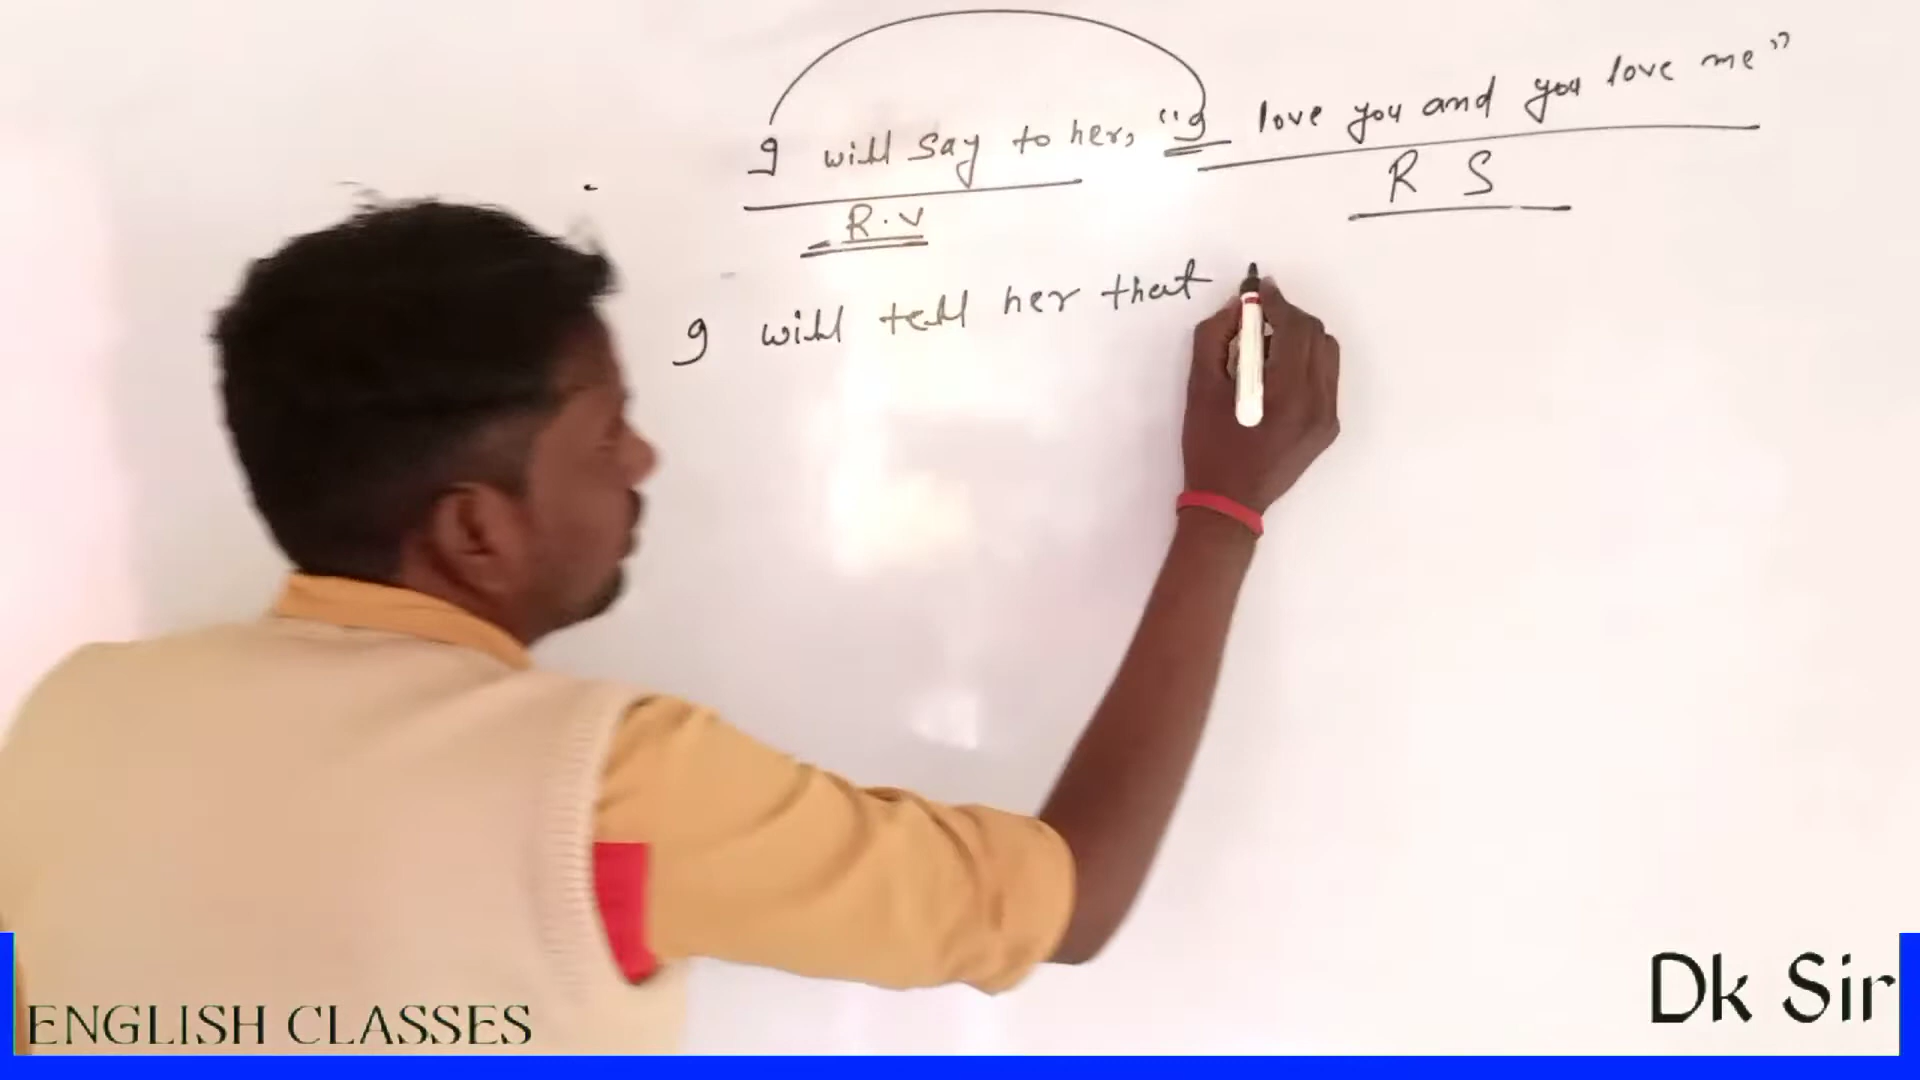 I will say to her, "I love you and you love me"
R.V
R S
I will tell her that
ENGLISH CLASSES
Dk Sir